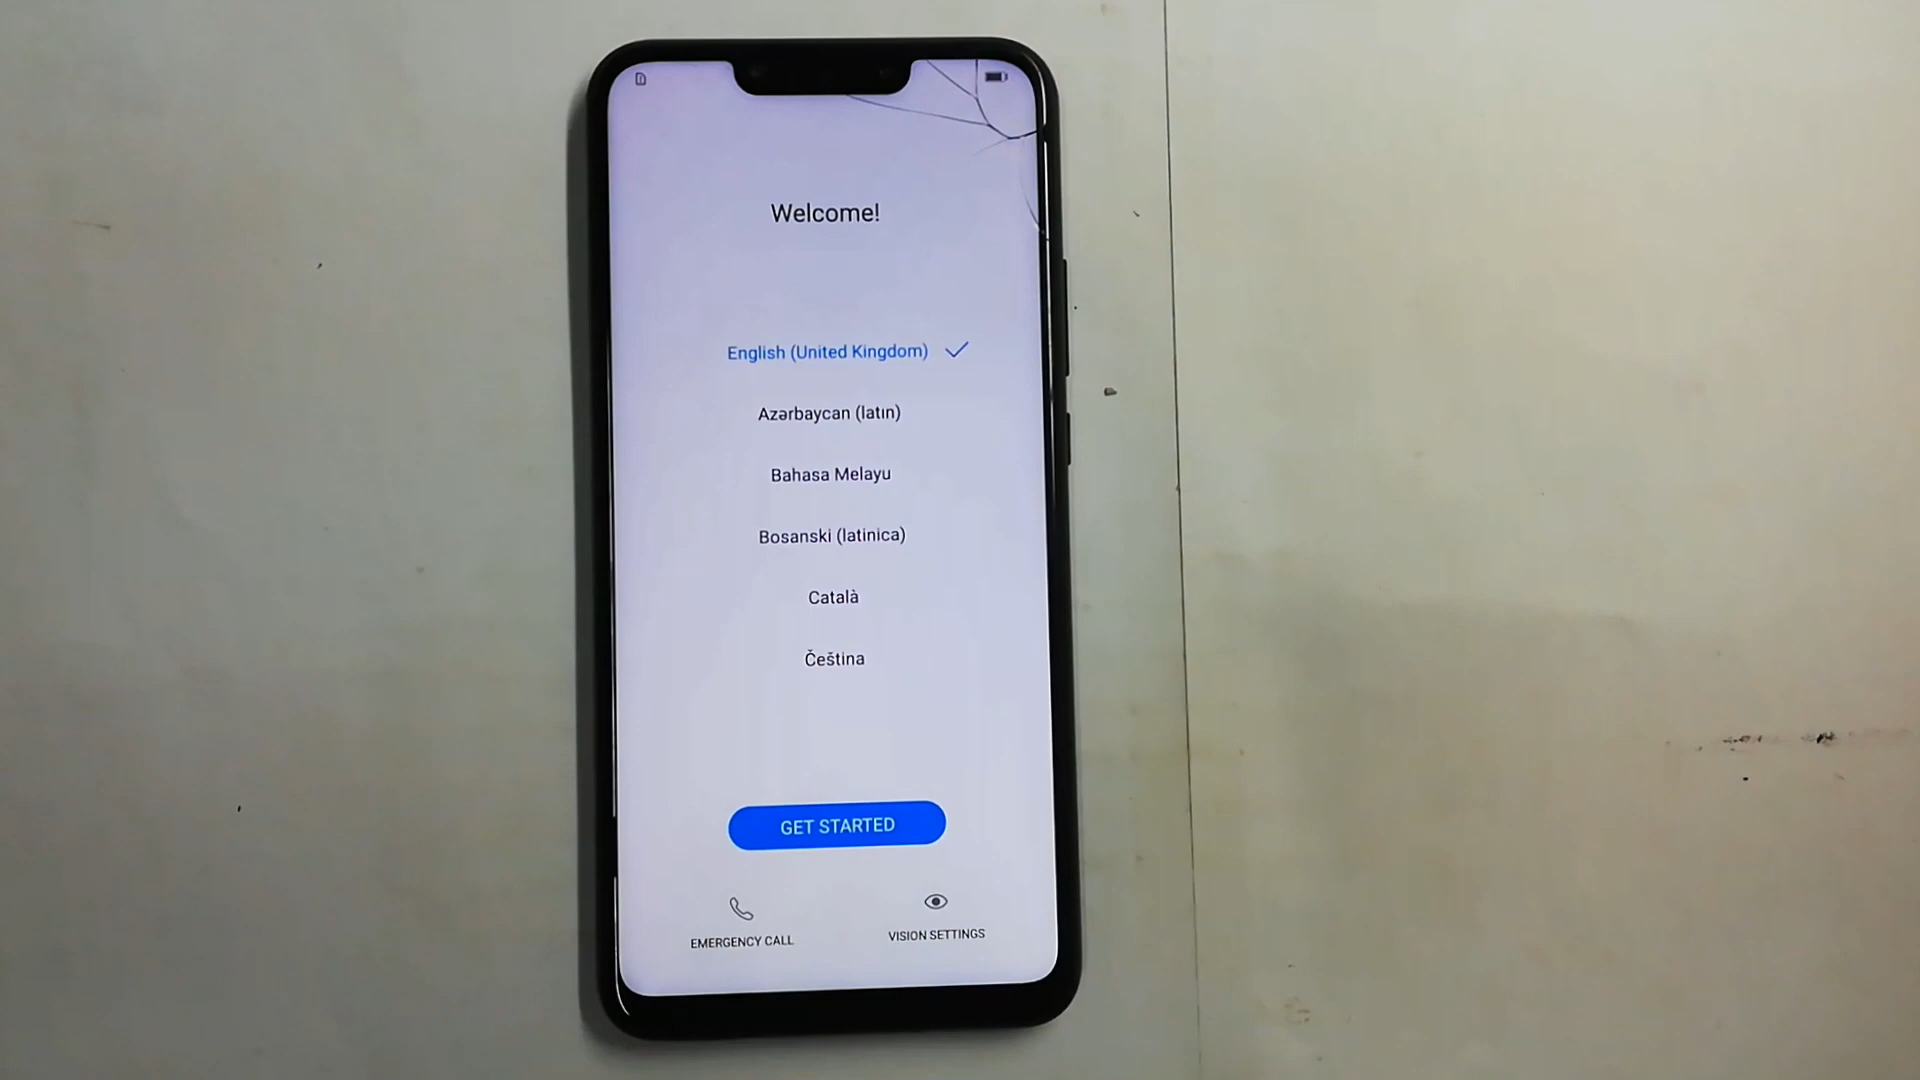 Welcome!
English (United Kingdom)
Azərbaycan (latın)
Bahasa Melayu
Bosanski (latinica)
Català
Čeština
GET STARTED
EMERGENCY CALL
VISION SETTINGS